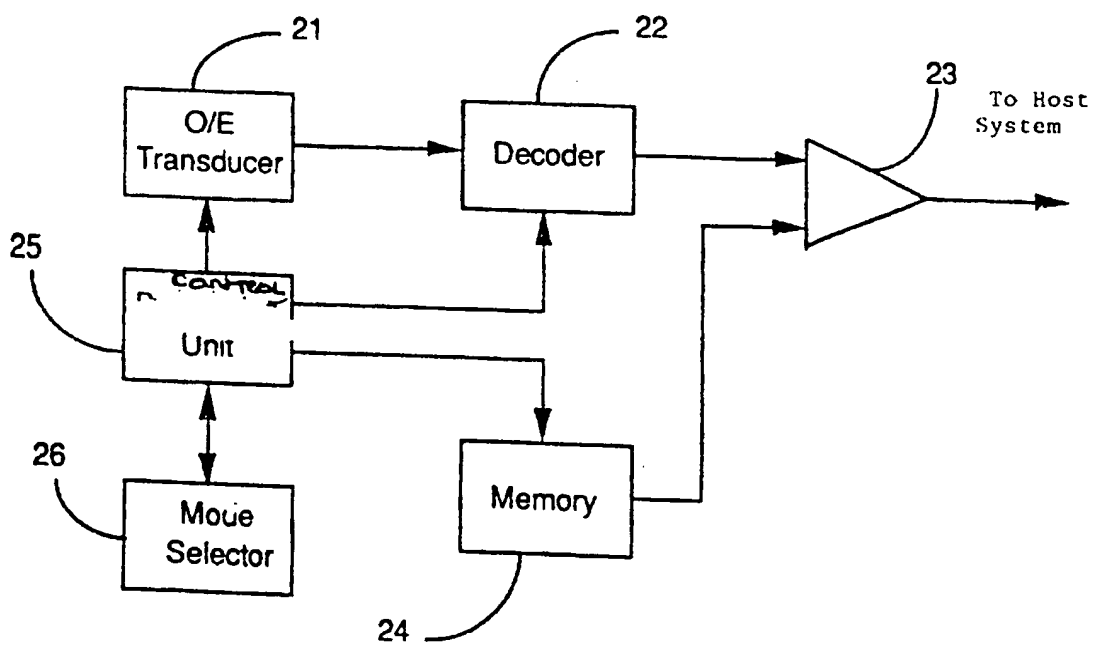 21
22
23
To Host
System
O/E
Transducer
Decoder
25
CONTROL
Unit
26
Mode
Selector
Memory
24